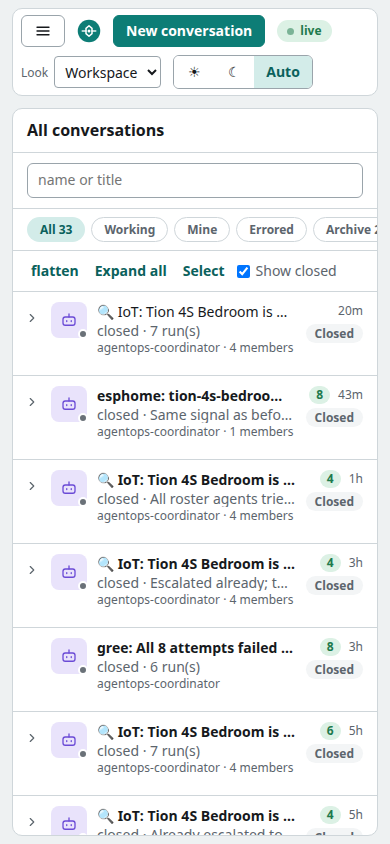 New conversation
live
Look
Workspace
Auto
All conversations
name or title
All 33
Working
Mine
Errored
Archive 2
flatten
Expand all
Select
Show closed
IoT: Tion 4S Bedroom is ...
20m
closed · 7 run(s)
Closed
agentops-coordinator · 4 members
esphome: tion-4s-bedroo...
8
43m
closed · Same signal as befo...
Closed
agentops-coordinator · 1 members
IoT: Tion 4S Bedroom is ...
4
1h
closed · All roster agents trie...
Closed
agentops-coordinator · 4 members
IoT: Tion 4S Bedroom is ...
4
3h
closed · Escalated already; t...
Closed
agentops-coordinator · 4 members
gree: All 8 attempts failed ...
8
3h
closed · 6 run(s)
Closed
agentops-coordinator
IoT: Tion 4S Bedroom is ...
6
5h
closed · 7 run(s)
Closed
agentops-coordinator · 4 members
IoT: Tion 4S Bedroom is ...
4
5h
closed · Already escalated to
Closed